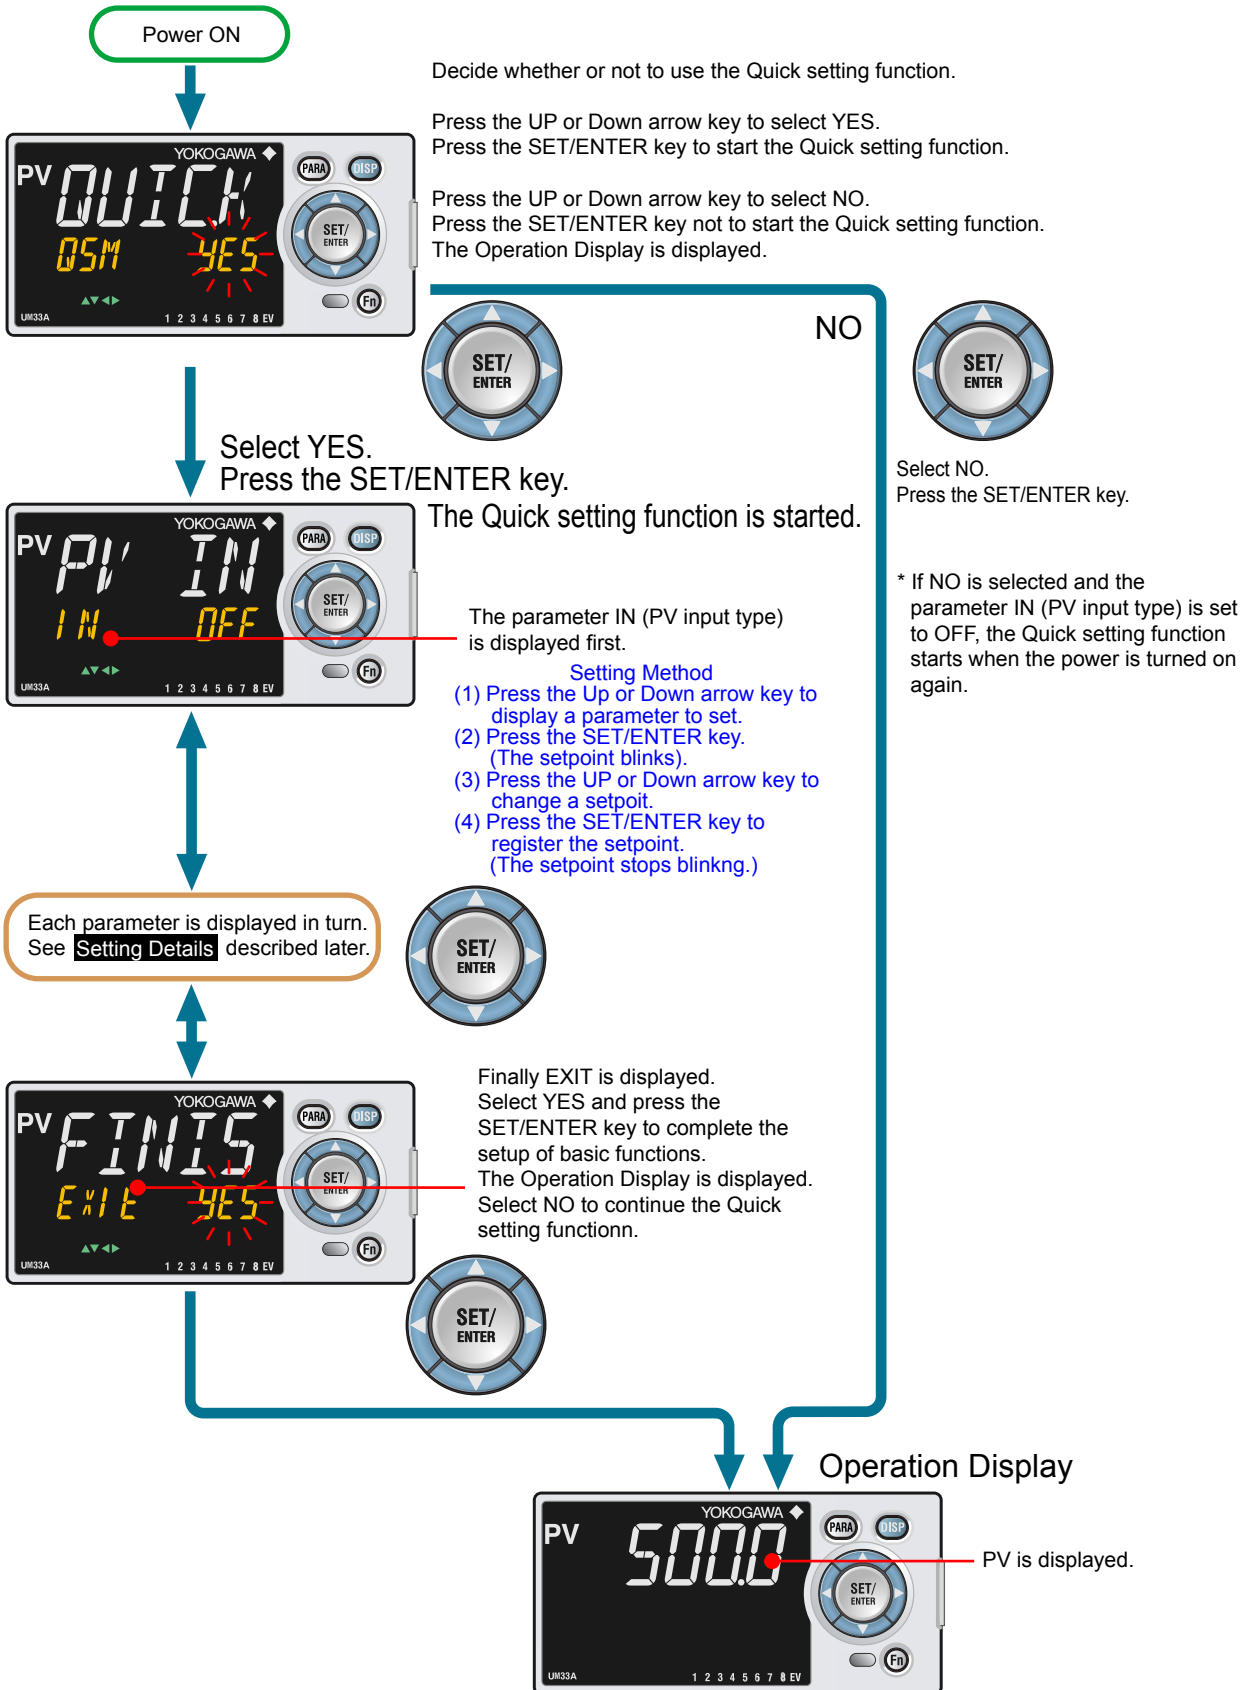 Power ON
Decide whether or not to use the Quick setting function.
Press the UP or Down arrow key to select YES.
Press the SET/ENTER key to start the Quick setting function.
Press the UP or Down arrow key to select NO.
Press the SET/ENTER key not to start the Quick setting function.
The Operation Display is displayed.
YOKOGAWA
PV QUICK
QSM YES
UM33A 1 2 3 4 5 6 7 8 EV
PARA DISP
SET/
ENTER
Fn
SET/
ENTER
NO
SET/
ENTER
Select NO.
Press the SET/ENTER key.
* If NO is selected and the
parameter IN (PV input type) is set
to OFF, the Quick setting function
starts when the power is turned on
again.
Select YES.
Press the SET/ENTER key.
The Quick setting function is started.
YOKOGAWA
PV PV IN
IN OFF
UM33A 1 2 3 4 5 6 7 8 EV
PARA DISP
SET/
ENTER
Fn
The parameter IN (PV input type)
is displayed first.
Setting Method
(1) Press the Up or Down arrow key to
display a parameter to set.
(2) Press the SET/ENTER key.
(The setpoint blinks).
(3) Press the UP or Down arrow key to
change a setpoit.
(4) Press the SET/ENTER key to
register the setpoint.
(The setpoint stops blinkng.)
Each parameter is displayed in turn.
See Setting Details described later.
SET/
ENTER
YOKOGAWA
PV FINIS
EXIt YES
UM33A 1 2 3 4 5 6 7 8 EV
PARA DISP
SET/
ENTER
Fn
Finally EXIT is displayed.
Select YES and press the
SET/ENTER key to complete the
setup of basic functions.
The Operation Display is displayed.
Select NO to continue the Quick
setting functionn.
SET/
ENTER
Operation Display
YOKOGAWA
PV 500.0
UM33A 1 2 3 4 5 6 7 8 EV
PARA DISP
SET/
ENTER
Fn
PV is displayed.